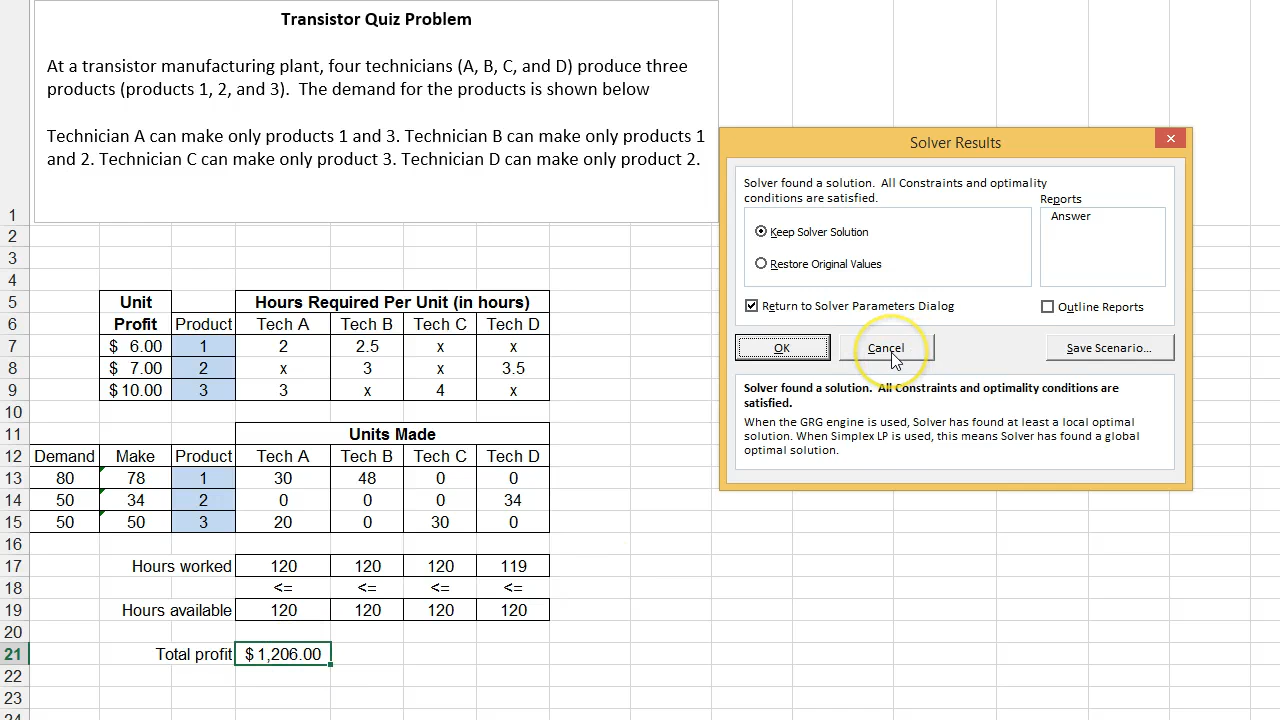 Transistor Quiz Problem
At a transistor manufacturing plant, four technicians (A, B, C, and D) produce three
products (products 1, 2, and 3).  The demand for the products is shown below
Technician A can make only products 1 and 3. Technician B can make only products 1
and 2. Technician C can make only product 3. Technician D can make only product 2.
1
2
3
4
5 Unit Hours Required Per Unit (in hours)
6 Profit Product Tech A Tech B Tech C Tech D
7 $ 6.00 1 2 2.5 x x
8 $ 7.00 2 x 3 x 3.5
9 $10.00 3 3 x 4 x
10
11 Units Made
12 Demand Make Product Tech A Tech B Tech C Tech D
13 80 78 1 30 48 0 0
14 50 34 2 0 0 0 34
15 50 50 3 20 0 30 0
16
17 Hours worked 120 120 120 119
18 <= <= <= <=
19 Hours available 120 120 120 120
20
21 Total profit $1,206.00
22
23
24
Solver Results
Solver found a solution.  All Constraints and optimality
conditions are satisfied.
Reports
Answer
Keep Solver Solution
Restore Original Values
Return to Solver Parameters Dialog
Outline Reports
OK
Cancel
Save Scenario...
Solver found a solution.  All Constraints and optimality conditions are
satisfied.
When the GRG engine is used, Solver has found at least a local optimal
solution. When Simplex LP is used, this means Solver has found a global
optimal solution.